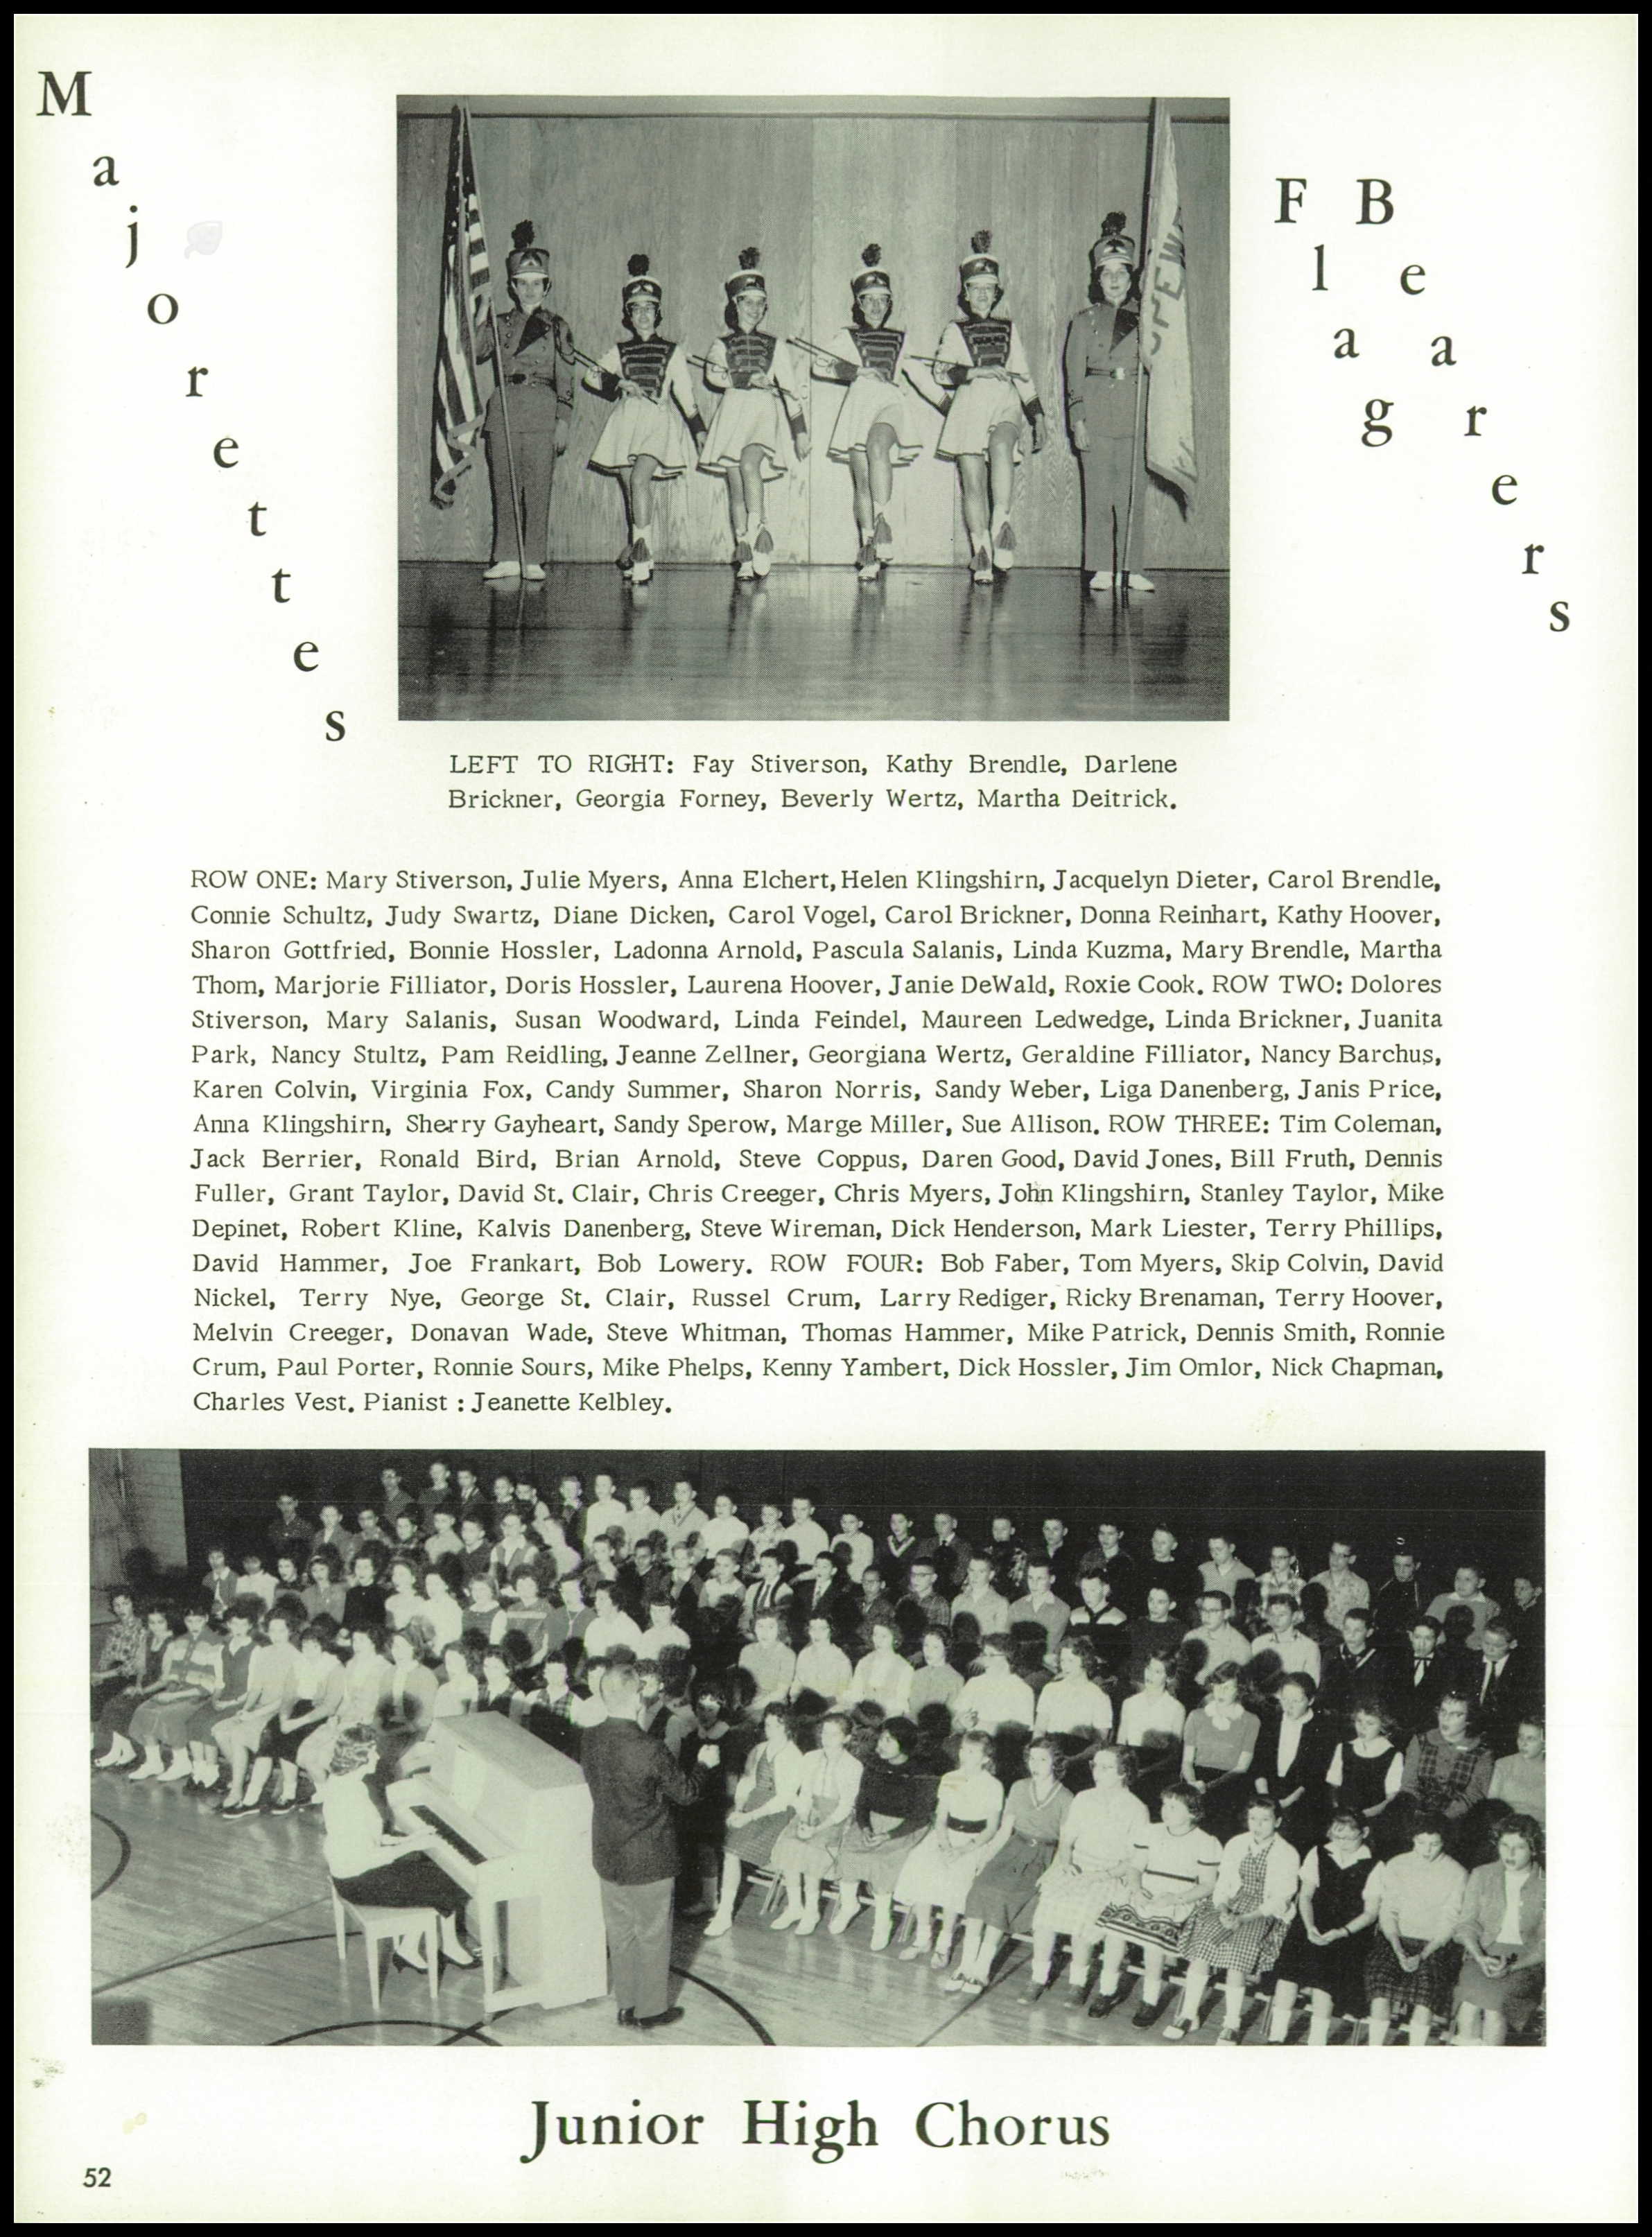 Majorettes
Flag Bearers
LEFT TO RIGHT: Fay Stiverson, Kathy Brendle, Darlene
Brickner, Georgia Forney, Beverly Wertz, Martha Deitrick.
ROW ONE: Mary Stiverson, Julie Myers, Anna Elchert, Helen Klingshirn, Jacquelyn Dieter, Carol Brendle,
Connie Schultz, Judy Swartz, Diane Dicken, Carol Vogel, Carol Brickner, Donna Reinhart, Kathy Hoover,
Sharon Gottfried, Bonnie Hossler, Ladonna Arnold, Pascula Salanis, Linda Kuzma, Mary Brendle, Martha
Thom, Marjorie Filliator, Doris Hossler, Laurena Hoover, Janie DeWald, Roxie Cook. ROW TWO: Dolores
Stiverson, Mary Salanis, Susan Woodward, Linda Feindel, Maureen Ledwedge, Linda Brickner, Juanita
Park, Nancy Stultz, Pam Reidling, Jeanne Zellner, Georgiana Wertz, Geraldine Filliator, Nancy Barchus,
Karen Colvin, Virginia Fox, Candy Summer, Sharon Norris, Sandy Weber, Liga Danenberg, Janis Price,
Anna Klingshirn, Sherry Gayheart, Sandy Sperow, Marge Miller, Sue Allison. ROW THREE: Tim Coleman,
Jack Berrier, Ronald Bird, Brian Arnold, Steve Coppus, Daren Good, David Jones, Bill Fruth, Dennis
Fuller, Grant Taylor, David St. Clair, Chris Creeger, Chris Myers, John Klingshirn, Stanley Taylor, Mike
Depinet, Robert Kline, Kalvis Danenberg, Steve Wireman, Dick Henderson, Mark Liester, Terry Phillips,
David Hammer, Joe Frankart, Bob Lowery. ROW FOUR: Bob Faber, Tom Myers, Skip Colvin, David
Nickel, Terry Nye, George St. Clair, Russel Crum, Larry Rediger, Ricky Brenaman, Terry Hoover,
Melvin Creeger, Donavan Wade, Steve Whitman, Thomas Hammer, Mike Patrick, Dennis Smith, Ronnie
Crum, Paul Porter, Ronnie Sours, Mike Phelps, Kenny Yambert, Dick Hossler, Jim Omlor, Nick Chapman,
Charles Vest. Pianist : Jeanette Kelbley.
Junior High Chorus
52